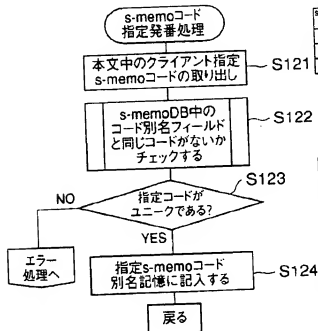 s-memoコード
指定発番処理
本文中のクライアント指定
s-memoコードの取り出し
S121
s-memoDB中の
コード別名フィールド
と同じコードがないか
チェックする
S122
S123
指定コードが
ユニークである?
NO
YES
エラー
処理へ
指定s-memoコード
別名記憶に記入する
S124
戻る